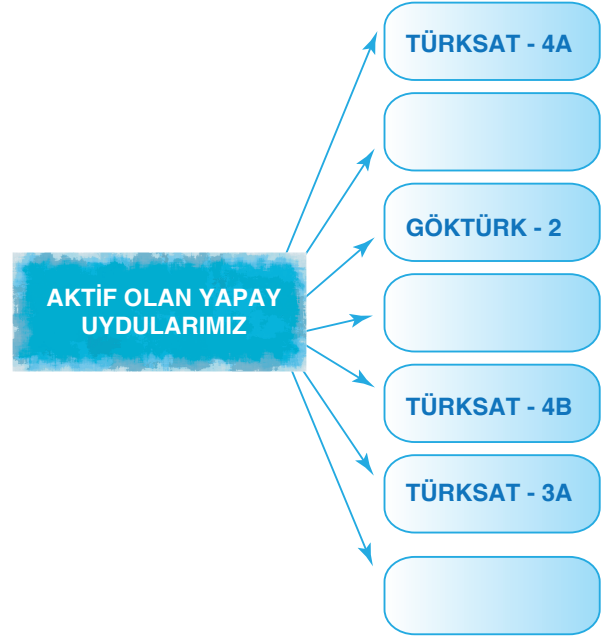 TÜRKSAT - 4A
GÖKTÜRK - 2
AKTİF OLAN YAPAY
UYDULARIMIZ
TÜRKSAT - 4B
TÜRKSAT - 3A